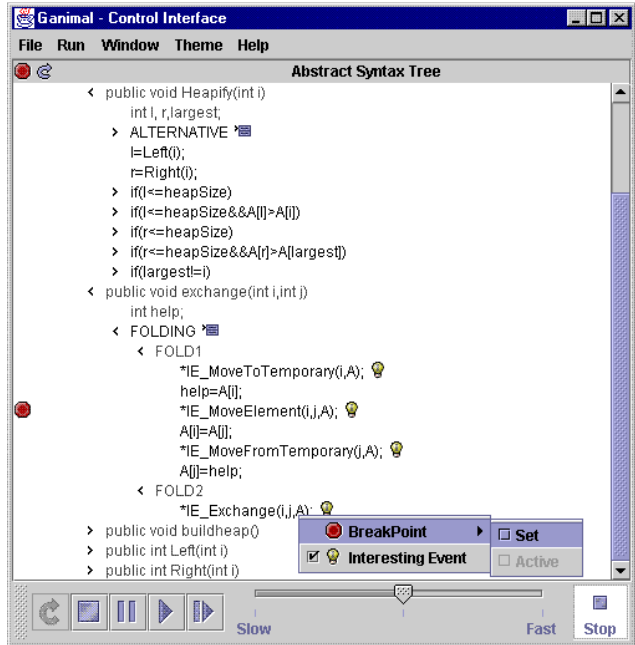 Ganimal - Control Interface
File Run Window Theme Help
Abstract Syntax Tree
public void Heapify(int i)
int l, r,largest;
ALTERNATIVE
l=Left(i);
r=Right(i);
if(l<=heapSize)
if(l<=heapSize&&A[l]>A[i])
if(r<=heapSize)
if(r<=heapSize&&A[r]>A[largest])
if(largest!=i)
public void exchange(int i,int j)
int help;
FOLDING
FOLD1
*IE_MoveToTemporary(i,A);
help=A[i];
*IE_MoveElement(i,j,A);
A[i]=A[j];
*IE_MoveFromTemporary(j,A);
A[j]=help;
FOLD2
*IE_Exchange(i,j,A);
public void buildheap()
BreakPoint
Set
public int Left(int i)
Interesting Event
Active
public int Right(int i)
Slow Fast Stop